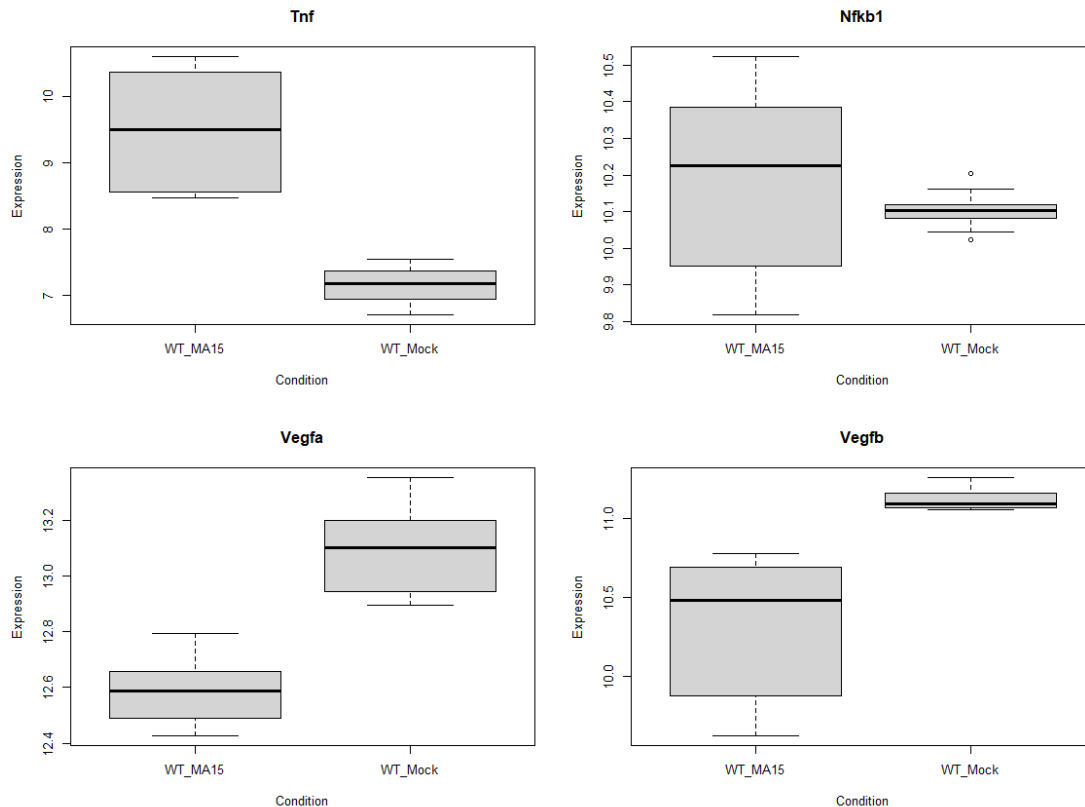 Tnf
Expression
10
9
8
7
WT_MA15 WT_Mock
Condition
Nfkb1
Expression
10.5
10.4
10.3
10.2
10.1
10.0
9.9
9.8
WT_MA15 WT_Mock
Condition
Vegfa
Expression
13.2
13.0
12.8
12.6
12.4
WT_MA15 WT_Mock
Condition
Vegfb
Expression
11.0
10.5
10.0
WT_MA15 WT_Mock
Condition